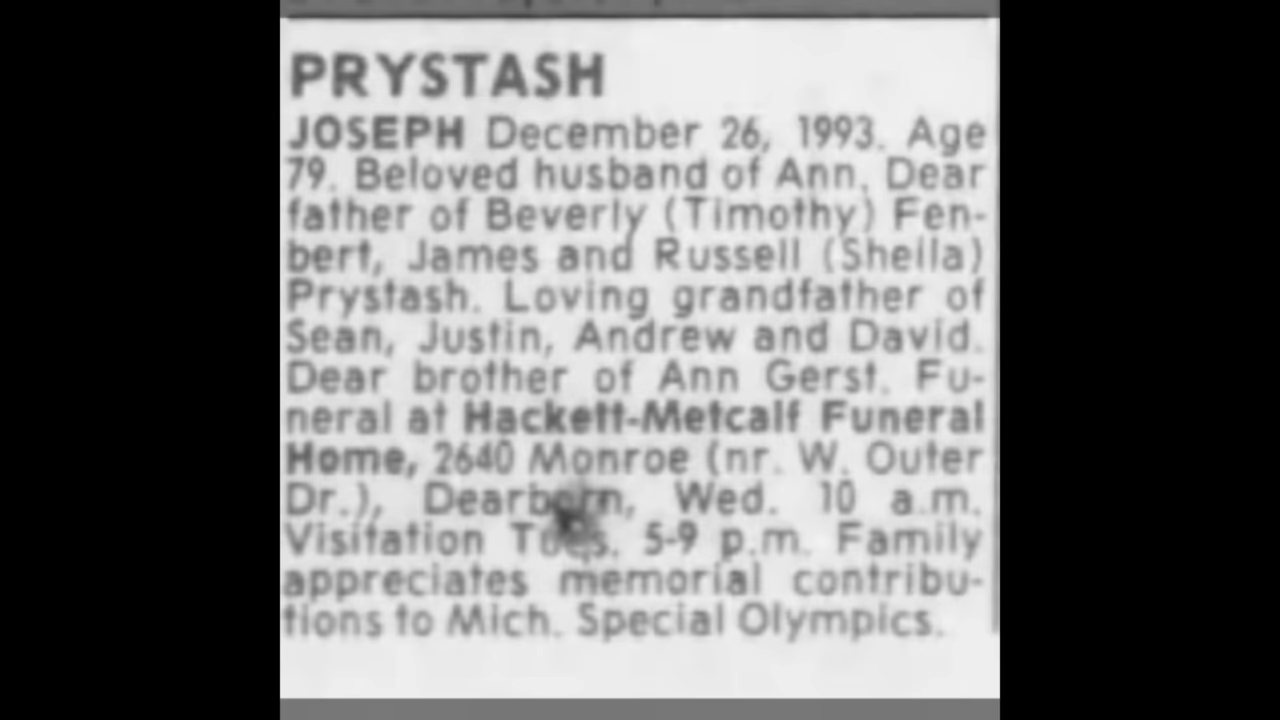 PRYSTASH
JOSEPH December 26, 1993. Age
79. Beloved husband of Ann. Dear
father of Beverly (Timothy) Fen-
bert, James and Russell (Sheila)
Prystash. Loving grandfather of
Sean, Justin, Andrew and David.
Dear brother of Ann Gerst. Fu-
neral at Hackett-Metcalf Funeral
Home, 2640 Monroe (nr. W. Outer
Dr.), Dearborn, Wed. 10 a.m.
Visitation Tues. 5-9 p.m. Family
appreciates memorial contribu-
tions to Mich. Special Olympics.